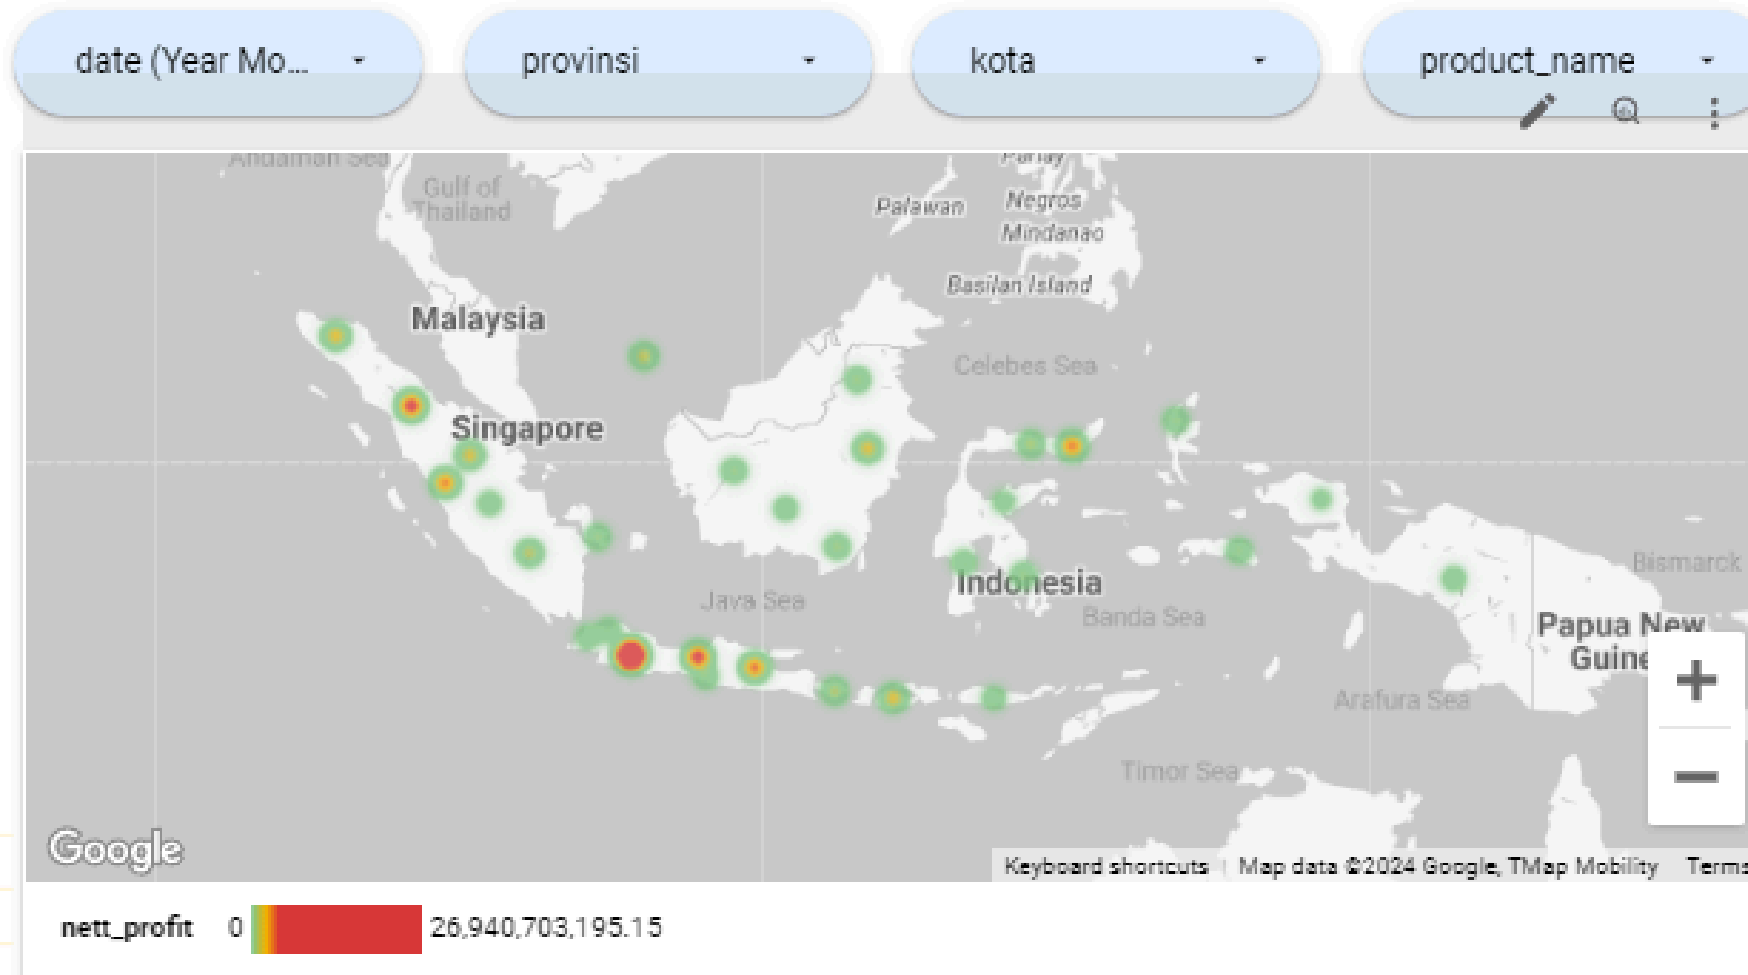 date (Year Mo...
provinsi
kota
product_name
Andaman Sea
Gulf of
Thailand
Palawan
Panay
Negros
Mindanao
Basilan Island
Malaysia
Celebes Sea
Singapore
Java Sea
Indonesia
Banda Sea
Bismarck
Papua New
Guine
Arafura Sea
Timor Sea
Google
Keyboard shortcuts
Map data ©2024 Google, TMap Mobility
Terms
nett_profit 0 26,940,703,195.15